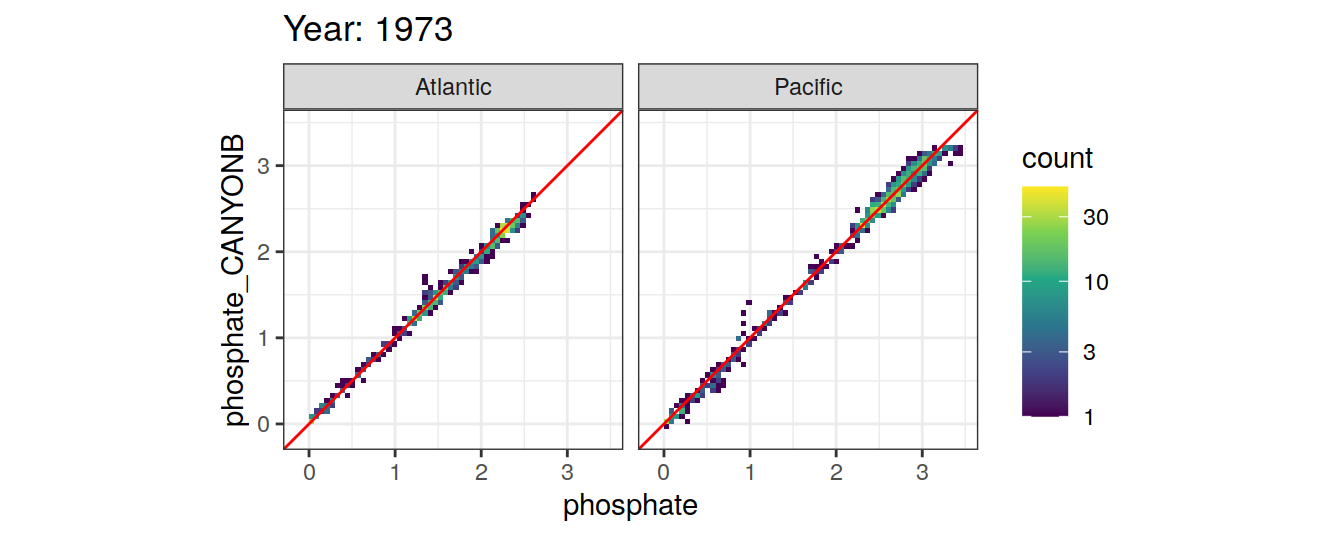 Year: 1973
Atlantic
Pacific
phosphate_CANYONB
3
2
1
0
0 1 2 3
0 1 2 3
phosphate
count
30
10
3
1